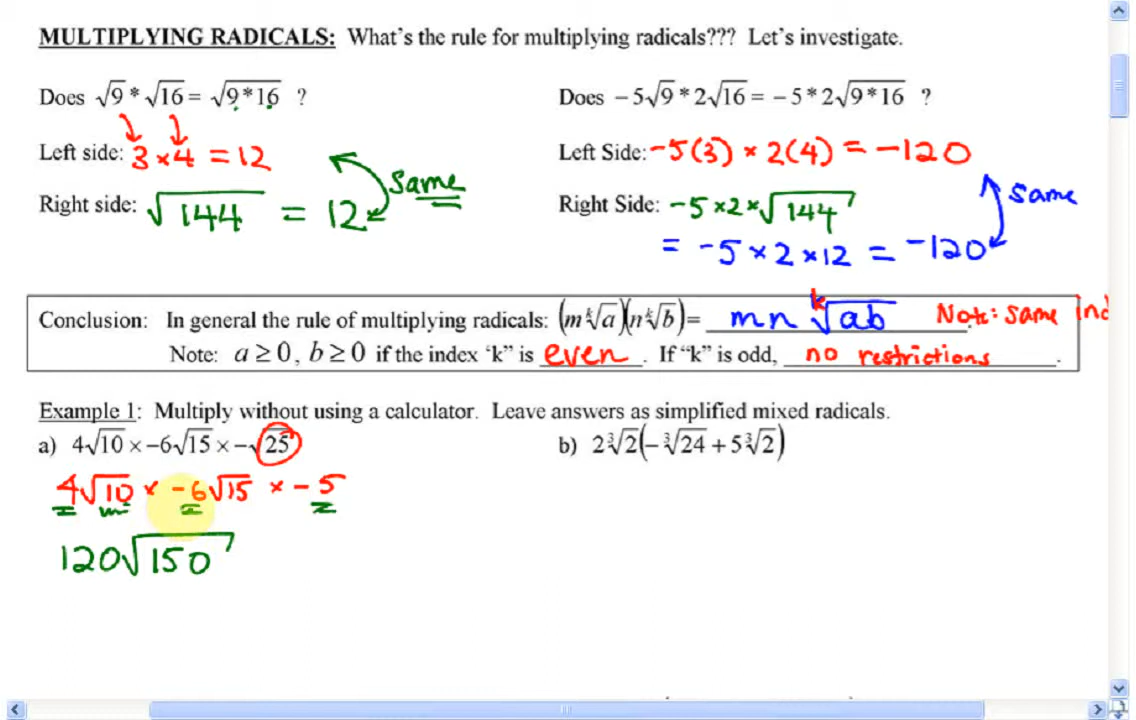 MULTIPLYING RADICALS: What's the rule for multiplying radicals??? Let's investigate.
Does √9 * √16 = √9*16 ?
3 × 4 = 12
Left side:
Right side: √144 = 12
Same
Does −5√9 * 2√16 = −5*2√9*16 ?
Left Side: −5(3) × 2(4) = −120
Right Side: −5 × 2 × √144
= −5 × 2 × 12 = −120
Same
Conclusion: In general the rule of multiplying radicals: (m ᵏ√a)(n ᵏ√b) = mn ᵏ√ab Note: same ind
Note: a ≥ 0, b ≥ 0 if the index 'k" is even. If "k" is odd, no restrictions.
Example 1: Multiply without using a calculator. Leave answers as simplified mixed radicals.
a) 4√10 × −6√15 × −√25
4√10 × −6√15 × −5
120√150
b) 2∛2(−∛24 + 5∛2)